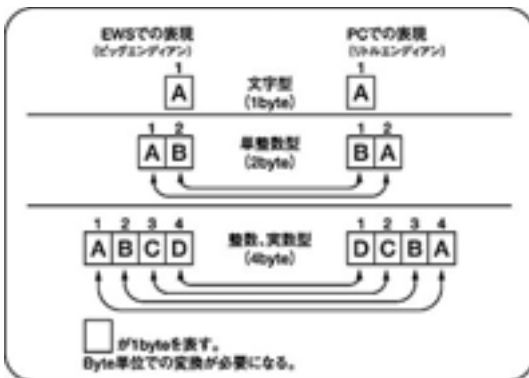 EWSでの表現
(ビッグエンディアン)
PCでの表現
(リトルエンディアン)
1
A
文字型
(1byte)
1
A
1 2
A B
単整数型
(2byte)
1 2
B A
1 2 3 4
A B C D
整数、実数型
(4byte)
1 2 3 4
D C B A
が1byteを表す。
Byte単位での変換が必要になる。